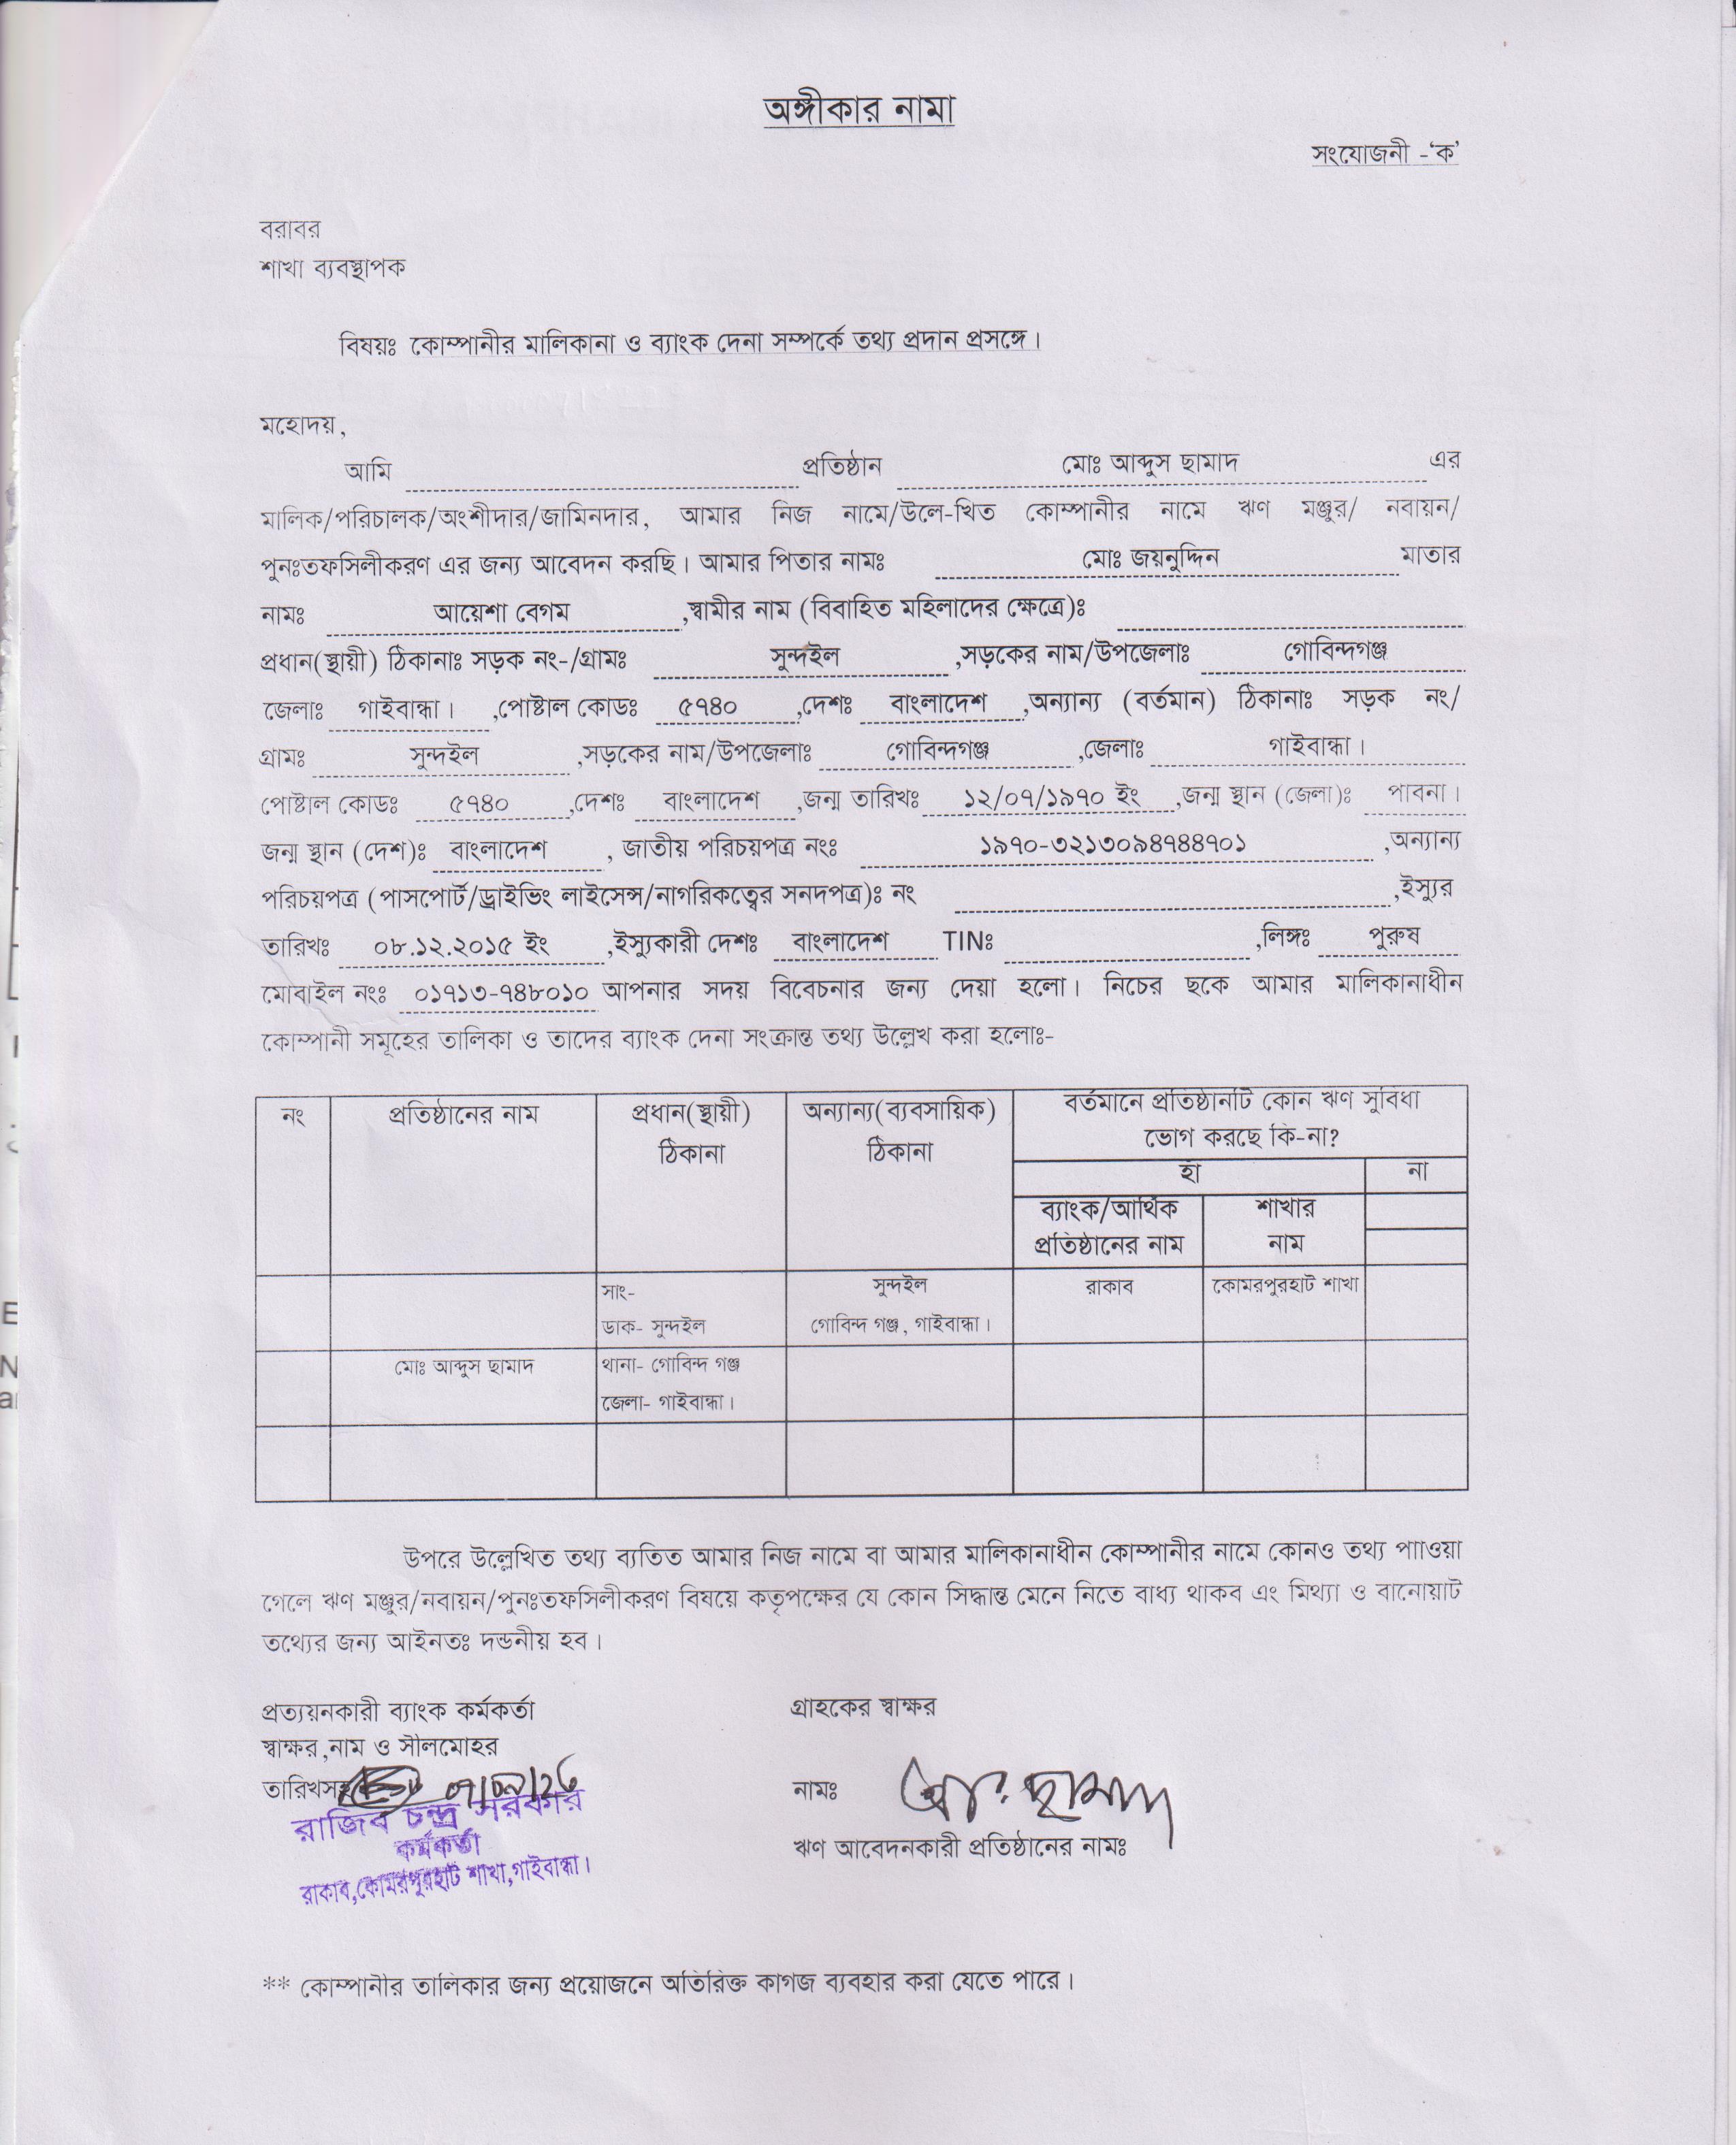 অঙ্গীকার নামা
সংযোজনী -‘ক’
বরাবর
শাখা ব্যবস্থাপক
বিষয়ঃ কোম্পানীর মালিকানা ও ব্যাংক দেনা সম্পর্কে তথ্য প্রদান প্রসঙ্গে।
মহোদয়,
আমি প্রতিষ্ঠান মোঃ আব্দুস ছামাদ এর
মালিক/পরিচালক/অংশীদার/জামিনদার, আমার নিজ নামে/উলে-খিত কোম্পানীর নামে ঋণ মঞ্জুর/ নবায়ন/
পুনঃতফসিলীকরণ এর জন্য আবেদন করছি। আমার পিতার নামঃ মোঃ জয়নুদ্দিন মাতার
নামঃ আয়েশা বেগম ,স্বামীর নাম (বিবাহিত মহিলাদের ক্ষেত্রে)ঃ
প্রধান(স্থায়ী) ঠিকানাঃ সড়ক নং-/গ্রামঃ সুন্দইল ,সড়কের নাম/উপজেলাঃ গোবিন্দগঞ্জ
জেলাঃ গাইবান্ধা। ,পোষ্টাল কোডঃ ৫৭৪০ ,দেশঃ বাংলাদেশ ,অন্যান্য (বর্তমান) ঠিকানাঃ সড়ক নং/
গ্রামঃ সুন্দইল ,সড়কের নাম/উপজেলাঃ গোবিন্দগঞ্জ ,জেলাঃ গাইবান্ধা।
পোষ্টাল কোডঃ ৫৭৪০ ,দেশঃ বাংলাদেশ ,জন্ম তারিখঃ ১২/০৭/১৯৭০ ইং ,জন্ম স্থান (জেলা)ঃ পাবনা।
জন্ম স্থান (দেশ)ঃ বাংলাদেশ , জাতীয় পরিচয়পত্র নংঃ ১৯৭০-৩২১৩০৯৪৭৪৪৭০১ ,অন্যান্য
পরিচয়পত্র (পাসপোর্ট/ড্রাইভিং লাইসেন্স/নাগরিকত্বের সনদপত্র)ঃ নং ,ইস্যুর
তারিখঃ ০৮.১২.২০১৫ ইং ,ইস্যুকারী দেশঃ বাংলাদেশ TINঃ ,লিঙ্গঃ পুরুষ
মোবাইল নংঃ ০১৭১৩-৭৪৮০১০ আপনার সদয় বিবেচনার জন্য দেয়া হলো। নিচের ছকে আমার মালিকানাধীন
কোম্পানী সমূহের তালিকা ও তাদের ব্যাংক দেনা সংক্রান্ত তথ্য উল্লেখ করা হলোঃ-
নং প্রতিষ্ঠানের নাম প্রধান(স্থায়ী) অন্যান্য(ব্যবসায়িক) বর্তমানে প্রতিষ্ঠানটি কোন ঋণ সুবিধা
ঠিকানা ঠিকানা ভোগ করছে কি-না?
হা না
ব্যাংক/আর্থিক শাখার
প্রতিষ্ঠানের নাম নাম
সাং- সুন্দইল রাকাব কোমরপুরহাট শাখা
ডাক- সুন্দইল গোবিন্দ গঞ্জ, গাইবান্ধা।
মোঃ আব্দুস ছামাদ থানা- গোবিন্দ গঞ্জ
জেলা- গাইবান্ধা।
উপরে উল্লেখিত তথ্য ব্যতিত আমার নিজ নামে বা আমার মালিকানাধীন কোম্পানীর নামে কোনও তথ্য পাাওয়া
গেলে ঋণ মঞ্জুর/নবায়ন/পুনঃতফসিলীকরণ বিষয়ে কতৃপক্ষের যে কোন সিদ্ধান্ত মেনে নিতে বাধ্য থাকব এং মিথ্যা ও বানোয়াট
তথ্যের জন্য আইনতঃ দন্ডনীয় হব।
প্রত্যয়নকারী ব্যাংক কর্মকর্তা গ্রাহকের স্বাক্ষর
স্বাক্ষর,নাম ও সীলমোহর
তারিখসহ নামঃ আঃ ছামাদ
রাজিব চন্দ্র সরকার
কর্মকর্তা
ঋণ আবেদনকারী প্রতিষ্ঠানের নামঃ
রাকাব,কোমরপুরহাট শাখা,গাইবান্ধা।
** কোম্পানীর তালিকার জন্য প্রয়োজনে অতিরিক্ত কাগজ ব্যবহার করা যেতে পারে।